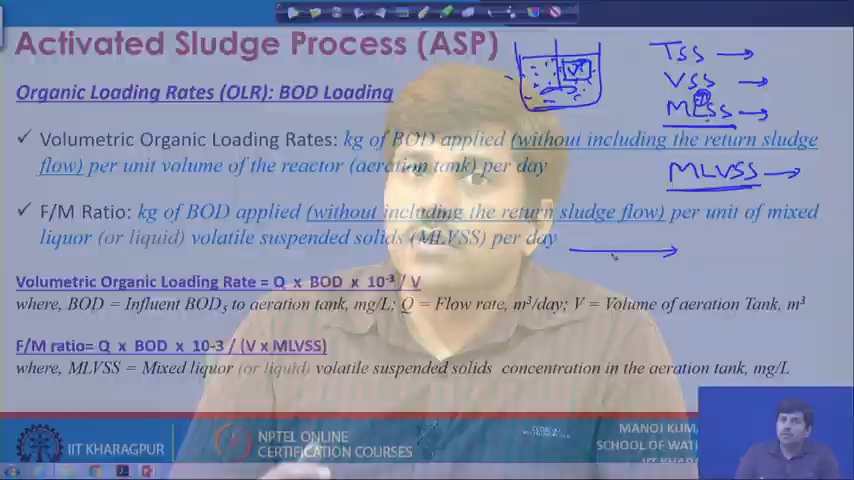 Activated Sludge Process (ASP)
TSS
VSS
MLSS
MLVSS
Organic Loading Rates (OLR): BOD Loading
✓ Volumetric Organic Loading Rates: kg of BOD applied (without including the return sludge
flow) per unit volume of the reactor (aeration tank) per day
✓ F/M Ratio: kg of BOD applied (without including the return sludge flow) per unit of mixed
liquor (or liquid) volatile suspended solids (MLVSS) per day
Volumetric Organic Loading Rate = Q x BOD x 10⁻³ / V
where, BOD = Influent BOD₅ to aeration tank, mg/L; Q = Flow rate, m³/day; V = Volume of aeration Tank, m³
F/M ratio= Q x BOD x 10-3 / (V x MLVSS)
where, MLVSS = Mixed liquor (or liquid) volatile suspended solids concentration in the aeration tank, mg/L
IIT KHARAGPUR
NPTEL ONLINE
CERTIFICATION COURSES
MANOJ KUM
SCHOOL OF WAT
IIT KHARA